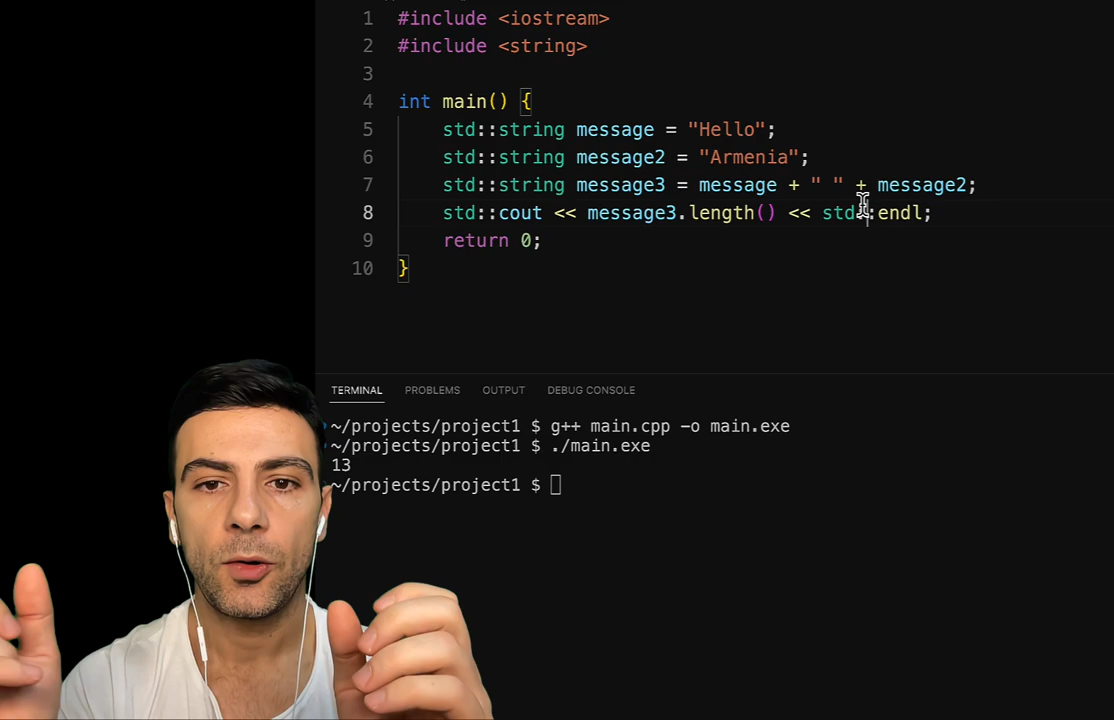 1 #include <iostream>
2 #include <string>
3
4 int main() {
5 std::string message = "Hello";
6 std::string message2 = "Armenia";
7 std::string message3 = message + " " + message2;
8 std::cout << message3.length() << std::endl;
9 return 0;
10 }
TERMINAL PROBLEMS OUTPUT DEBUG CONSOLE
~/projects/project1 $ g++ main.cpp -o main.exe
~/projects/project1 $ ./main.exe
13
~/projects/project1 $